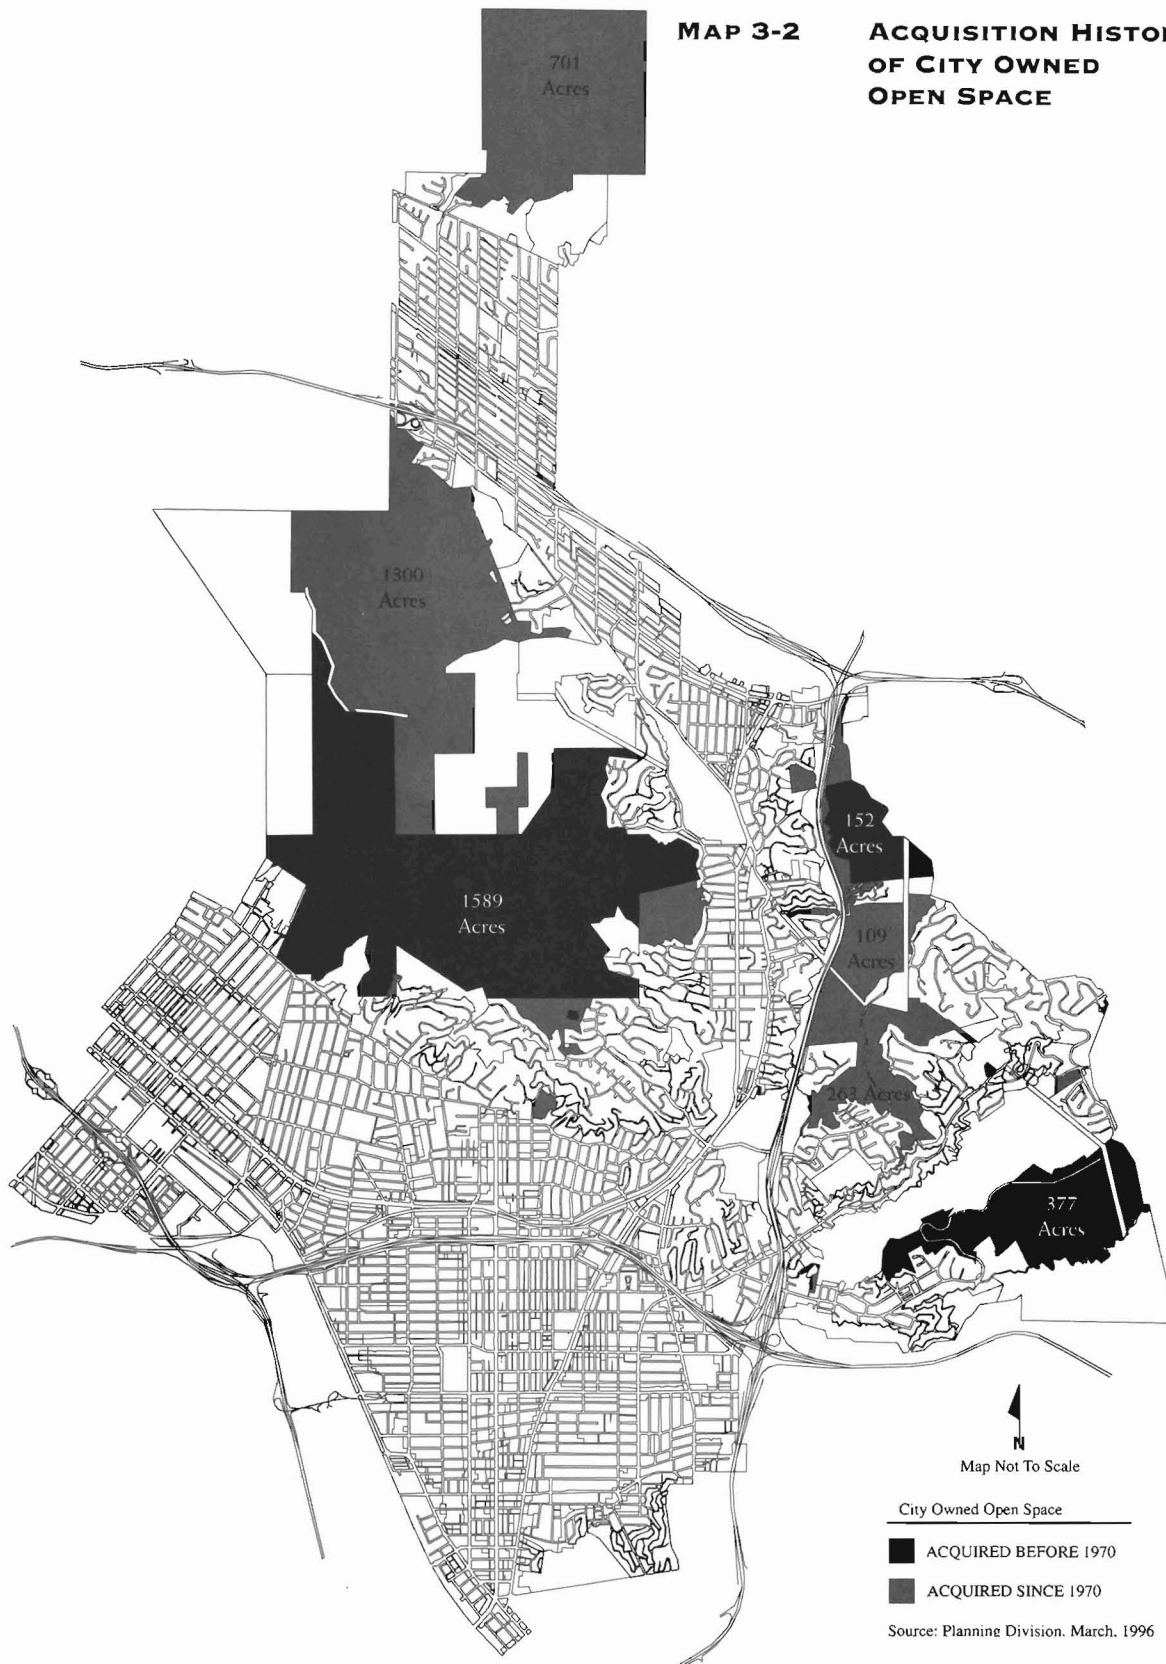 MAP 3-2
ACQUISITION HISTO
OF CITY OWNED
OPEN SPACE
701
Acres
1300
Acres
152
Acres
1589
Acres
109
Acres
263 Acres
377
Acres
N
Map Not To Scale
City Owned Open Space
ACQUIRED BEFORE 1970
ACQUIRED SINCE 1970
Source: Planning Division. March. 1996